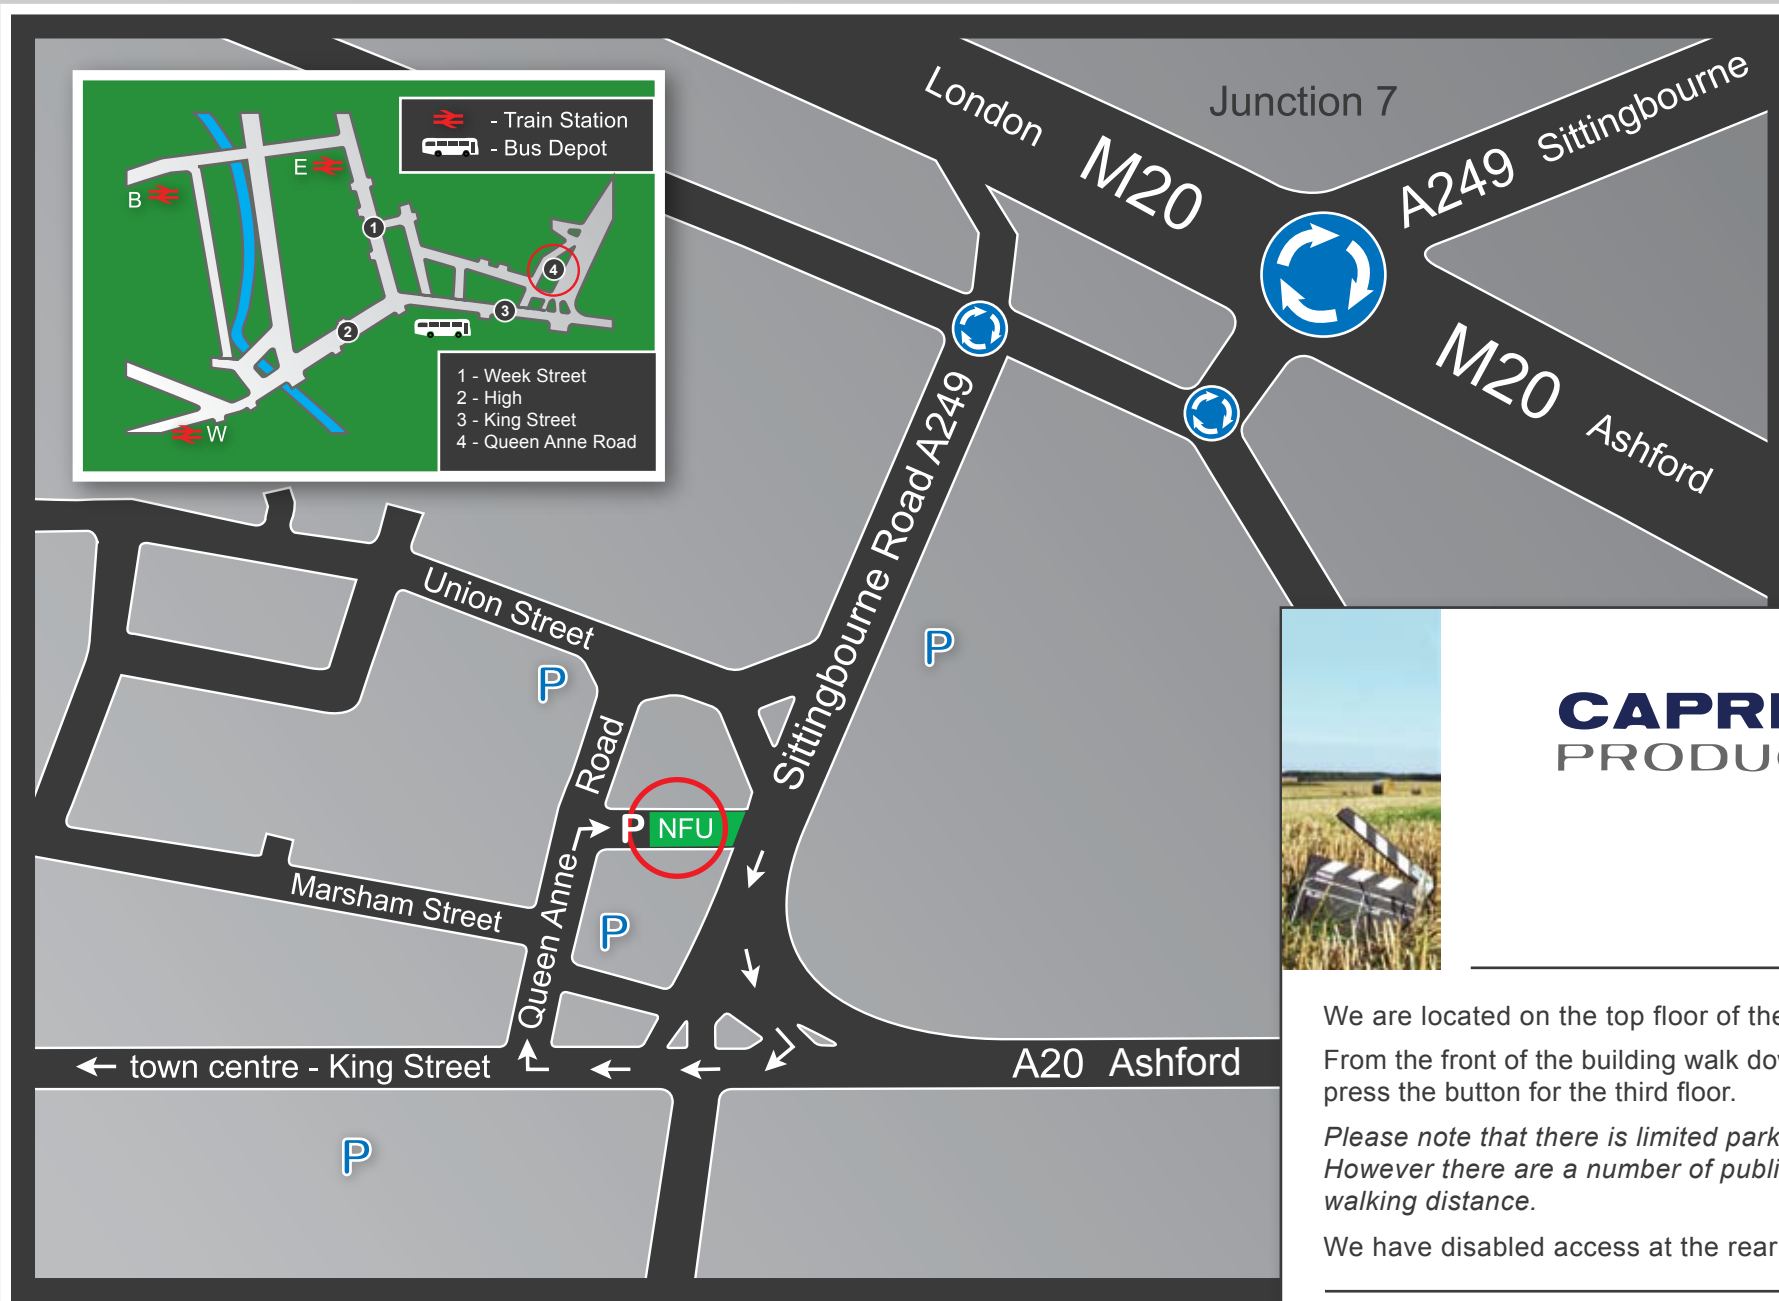 - Train Station
- Bus Depot
B
E
W
1
2
3
4
1 - Week Street
2 - High
3 - King Street
4 - Queen Anne Road
Junction 7
London
M20
A249 Sittingbourne
M20
Ashford
Sittingbourne Road A249
Union Street
P
P
Queen Anne Road
P NFU
Marsham Street
P
town centre - King Street
A20 Ashford
P
CAPRI
PRODU
We are located on the top floor of the
From the front of the building walk do
press the button for the third floor.
Please note that there is limited park
However there are a number of publi
walking distance.
We have disabled access at the rear